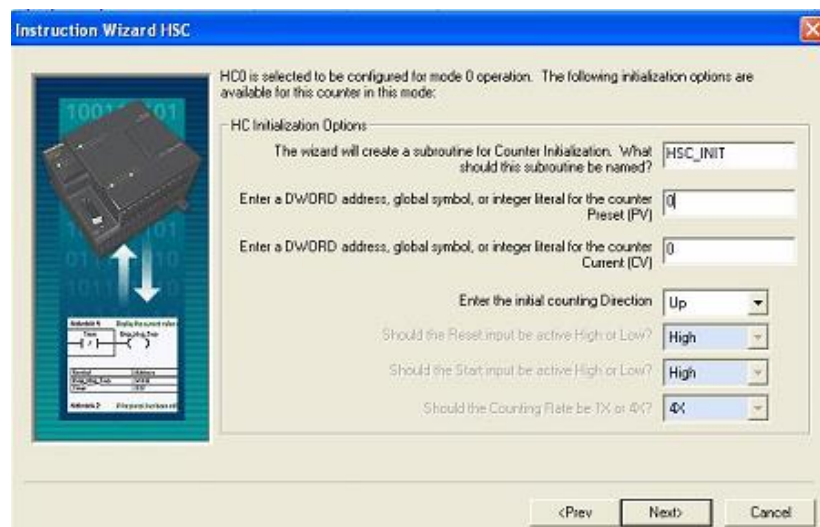 Instruction Wizard HSC
HC0 is selected to be configured for mode 0 operation. The following initialization options are
available for this counter in this mode:
HC Initialization Options
The wizard will create a subroutine for Counter Initialization. What
should this subroutine be named?
HSC_INIT
Enter a DWORD address, global symbol, or integer literal for the counter
Preset (PV)
0
Enter a DWORD address, global symbol, or integer literal for the counter
Current (CV)
0
Enter the initial counting Direction
Up
Should the Reset input be active High or Low?
High
Should the Start input be active High or Low?
High
Should the Counting Rate be 1X or 4X?
4X
<Prev
Next>
Cancel